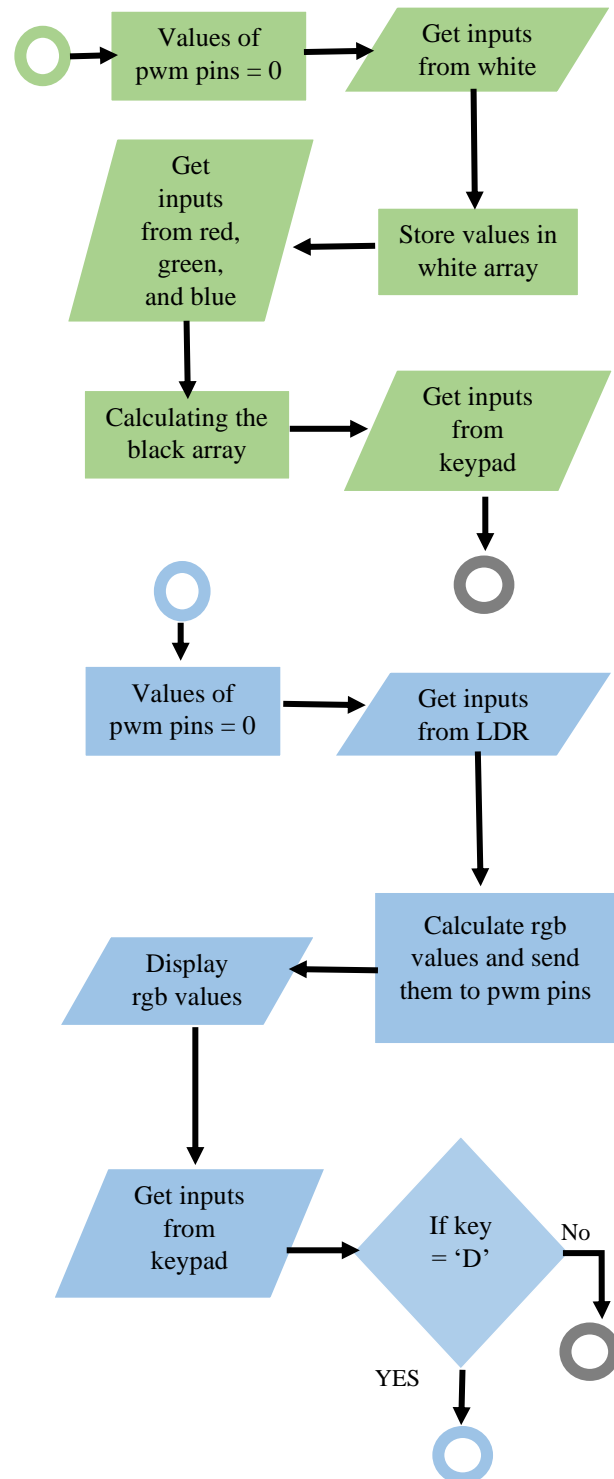 Values of
pwm pins = 0
Get inputs
from white
Store values in
white array
Get
inputs
from red,
green,
and blue
Calculating the
black array
Get inputs
from
keypad
Values of
pwm pins = 0
Get inputs
from LDR
Calculate rgb
values and send
them to pwm pins
Display
rgb values
Get inputs
from
keypad
If key
= ‘D’
No
YES